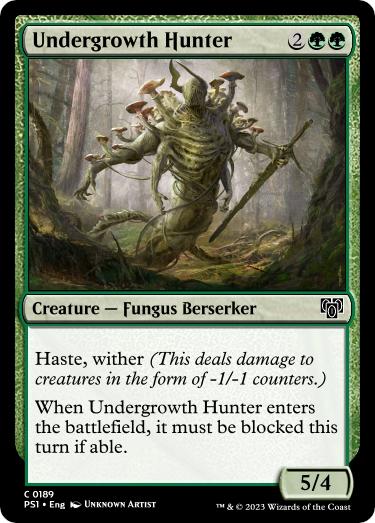 Undergrowth Hunter 2
Creature — Fungus Berserker
Haste, wither (This deals damage to
creatures in the form of -1/-1 counters.)
When Undergrowth Hunter enters
the battlefield, it must be blocked this
turn if able.
5/4
C 0189
PS1 • Eng Unknown Artist
™ & © 2023 Wizards of the Coast